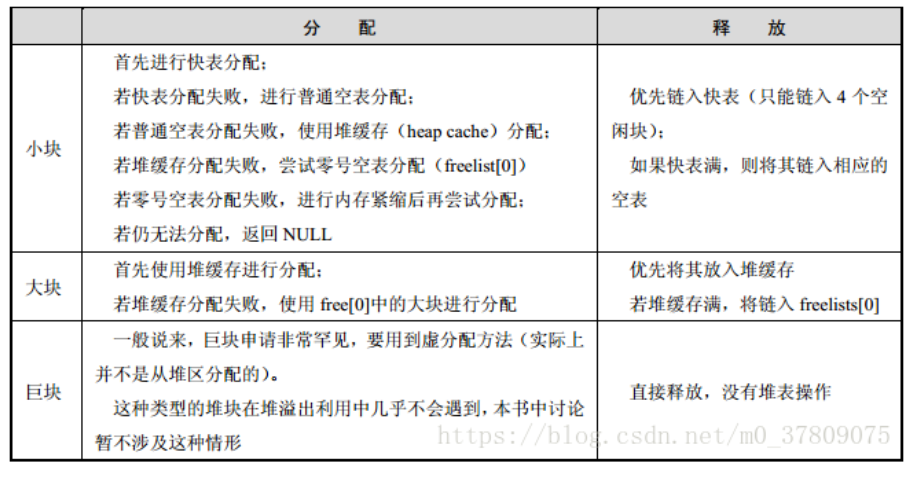 分 配
释 放
小块
首先进行快表分配；
若快表分配失败，进行普通空表分配；
若普通空表分配失败，使用堆缓存（heap cache）分配；
若堆缓存分配失败，尝试零号空表分配（freelist[0]）
若零号空表分配失败，进行内存紧缩后再尝试分配；
若仍无法分配，返回 NULL
优先链入快表（只能链入 4 个空
闲块）；
如果快表满，则将其链入相应的
空表
大块
首先使用堆缓存进行分配；
若堆缓存分配失败，使用 free[0]中的大块进行分配
优先将其放入堆缓存
若堆缓存满，将链入 freelists[0]
巨块
一般说来，巨块申请非常罕见，要用到虚分配方法（实际上
并不是从堆区分配的）。
这种类型的堆块在堆溢出利用中几乎不会遇到，本书中讨论
暂不涉及这种情形
直接释放，没有堆表操作
https://blog.csdn.net/m0_37809075